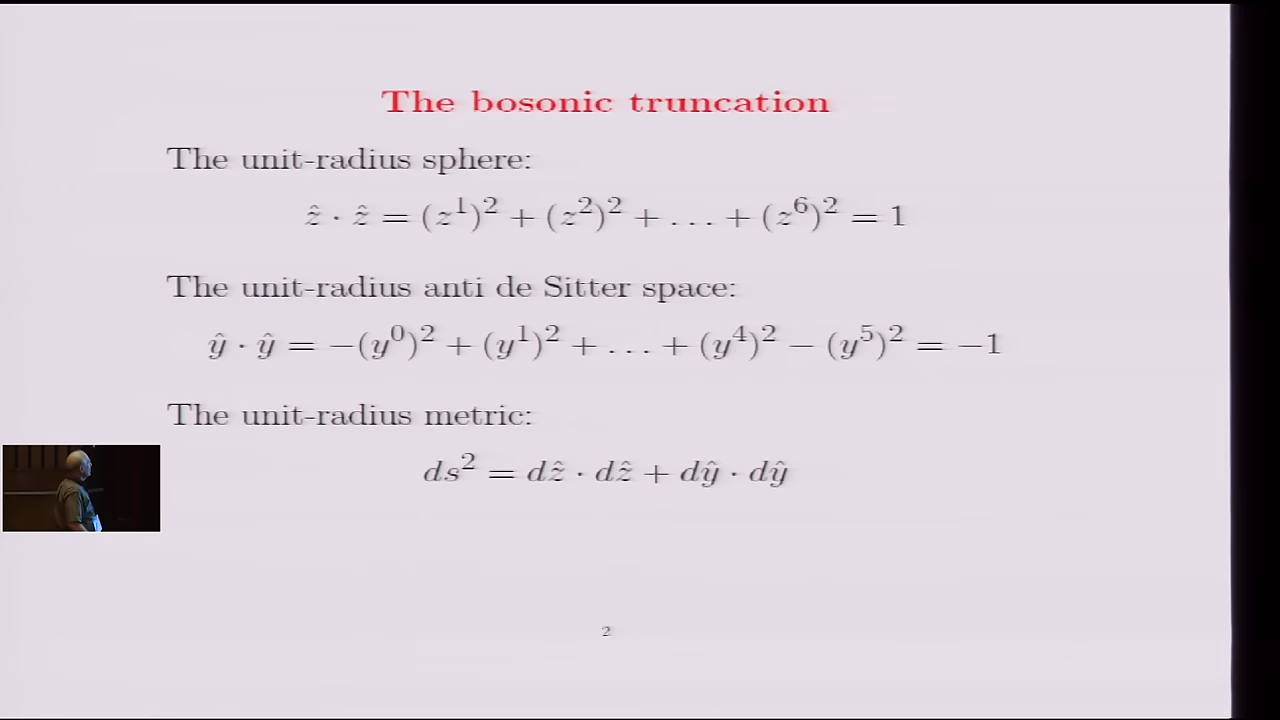 The bosonic truncation
The unit-radius sphere:
ẑ · ẑ = (z¹)² + (z²)² + . . . + (z⁶)² = 1
The unit-radius anti de Sitter space:
ŷ · ŷ = −(y⁰)² + (y¹)² + . . . + (y⁴)² − (y⁵)² = −1
The unit-radius metric:
ds² = dẑ · dẑ + dŷ · dŷ
2